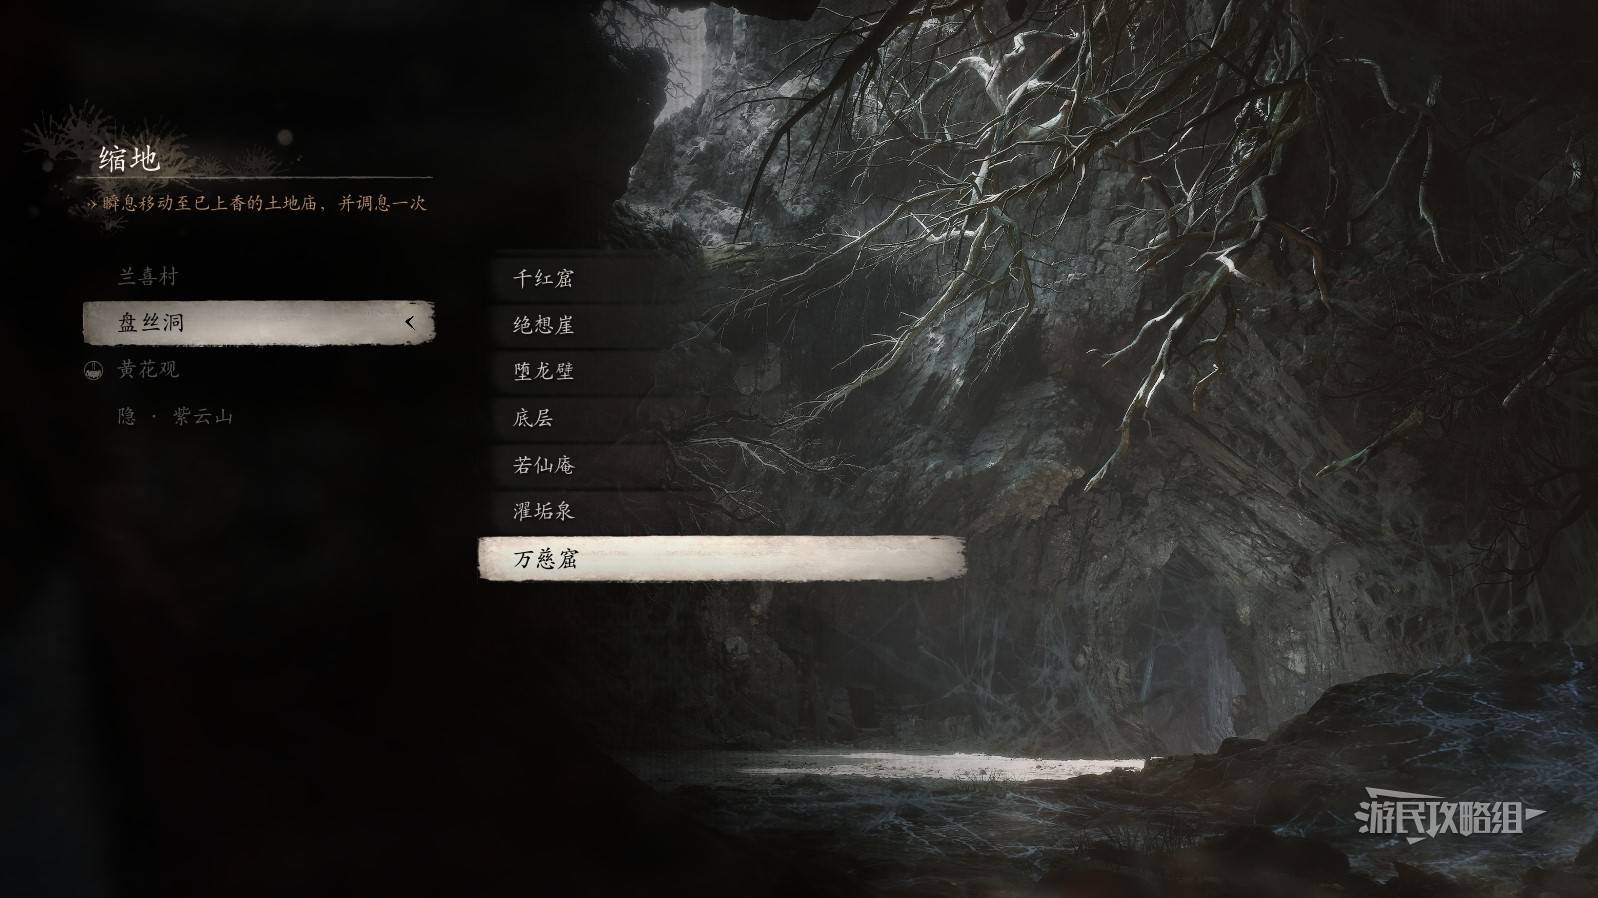 缩地
瞬息移动至已上香的土地庙，并调息一次
兰喜村
盘丝洞
黄花观
隐 · 紫云山
千红窟
绝想崖
堕龙壁
底层
若仙庵
濯垢泉
万慈窟
游民攻略组